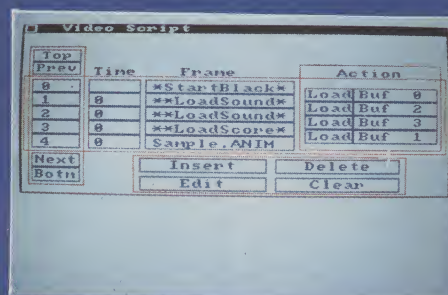 Video Script
Top
Prev Time Frame Action
0 *StartBlack*
1 0 **LoadSound* Load Buf 0
2 0 **LoadSound* Load Buf 2
3 0 **LoadScore* Load Buf 3
4 0 Sample.ANIM Load Buf 1
Next
Botm
Insert Delete
Edit Clear